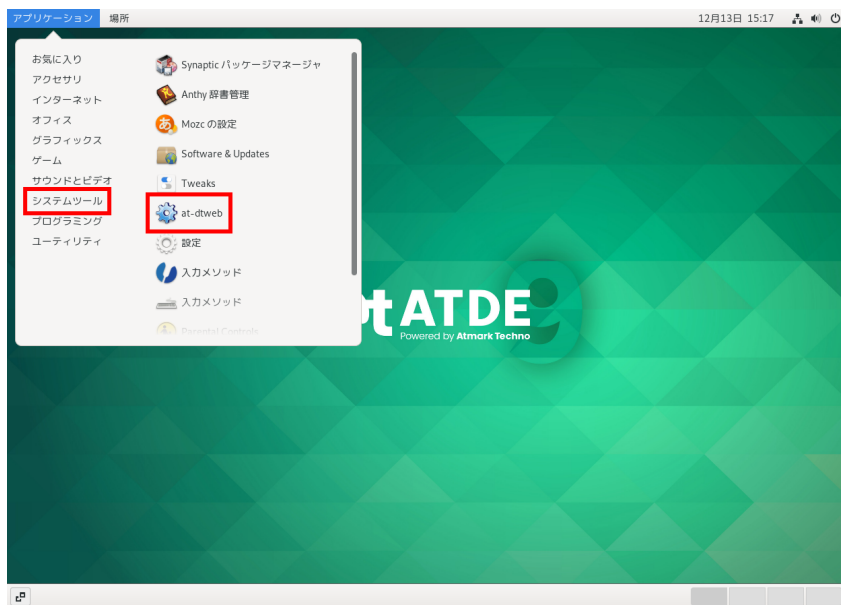 アプリケーション 場所 12月13日 15:17
お気に入り
アクセサリ
インターネット
オフィス
グラフィックス
ゲーム
サウンドとビデオ
システムツール
プログラミング
ユーティリティ
Synaptic パッケージマネージャ
Anthy 辞書管理
Mozc の設定
Software & Updates
Tweaks
at-dtweb
設定
入力メソッド
入力メソッド
Parental Controls
ATDE
Powered by Atmark Techno